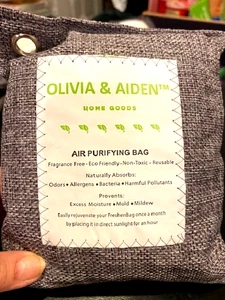 OLIVIA & AIDEN™
HOME GOODS
AIR PURIFYING BAG
Fragrance Free • Eco Friendly • Non-Toxic • Reusable
Naturally Absorbs:
Odors • Allergens • Bacteria • Harmful Pollutants
Prevents:
Excess Moisture • Mold • Mildew
Easily rejuvenate your Freshen Bag once a month
by placing it in direct sunlight for an hour